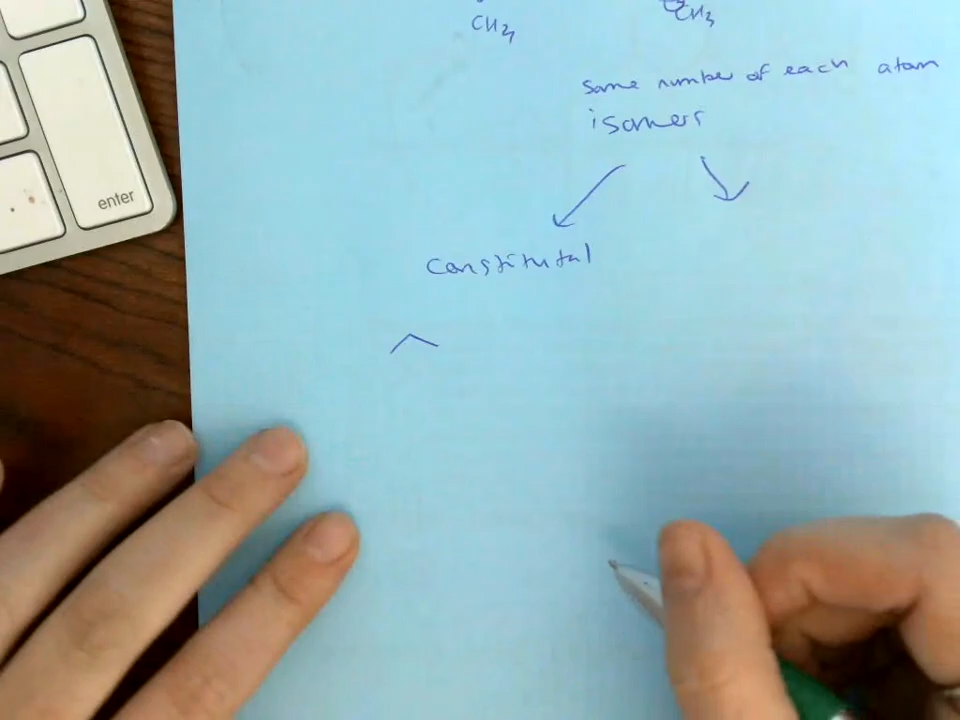 CH3
CH3
same number of each atom
isomers
constitutal
enter